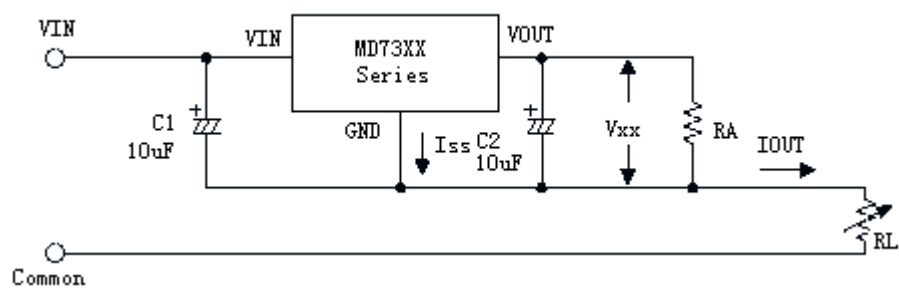 VIN
VIN
MD73XX
Series
VOUT
C1
10uF
GND
Iss
C2
10uF
Vxx
RA
IOUT
RL
Common